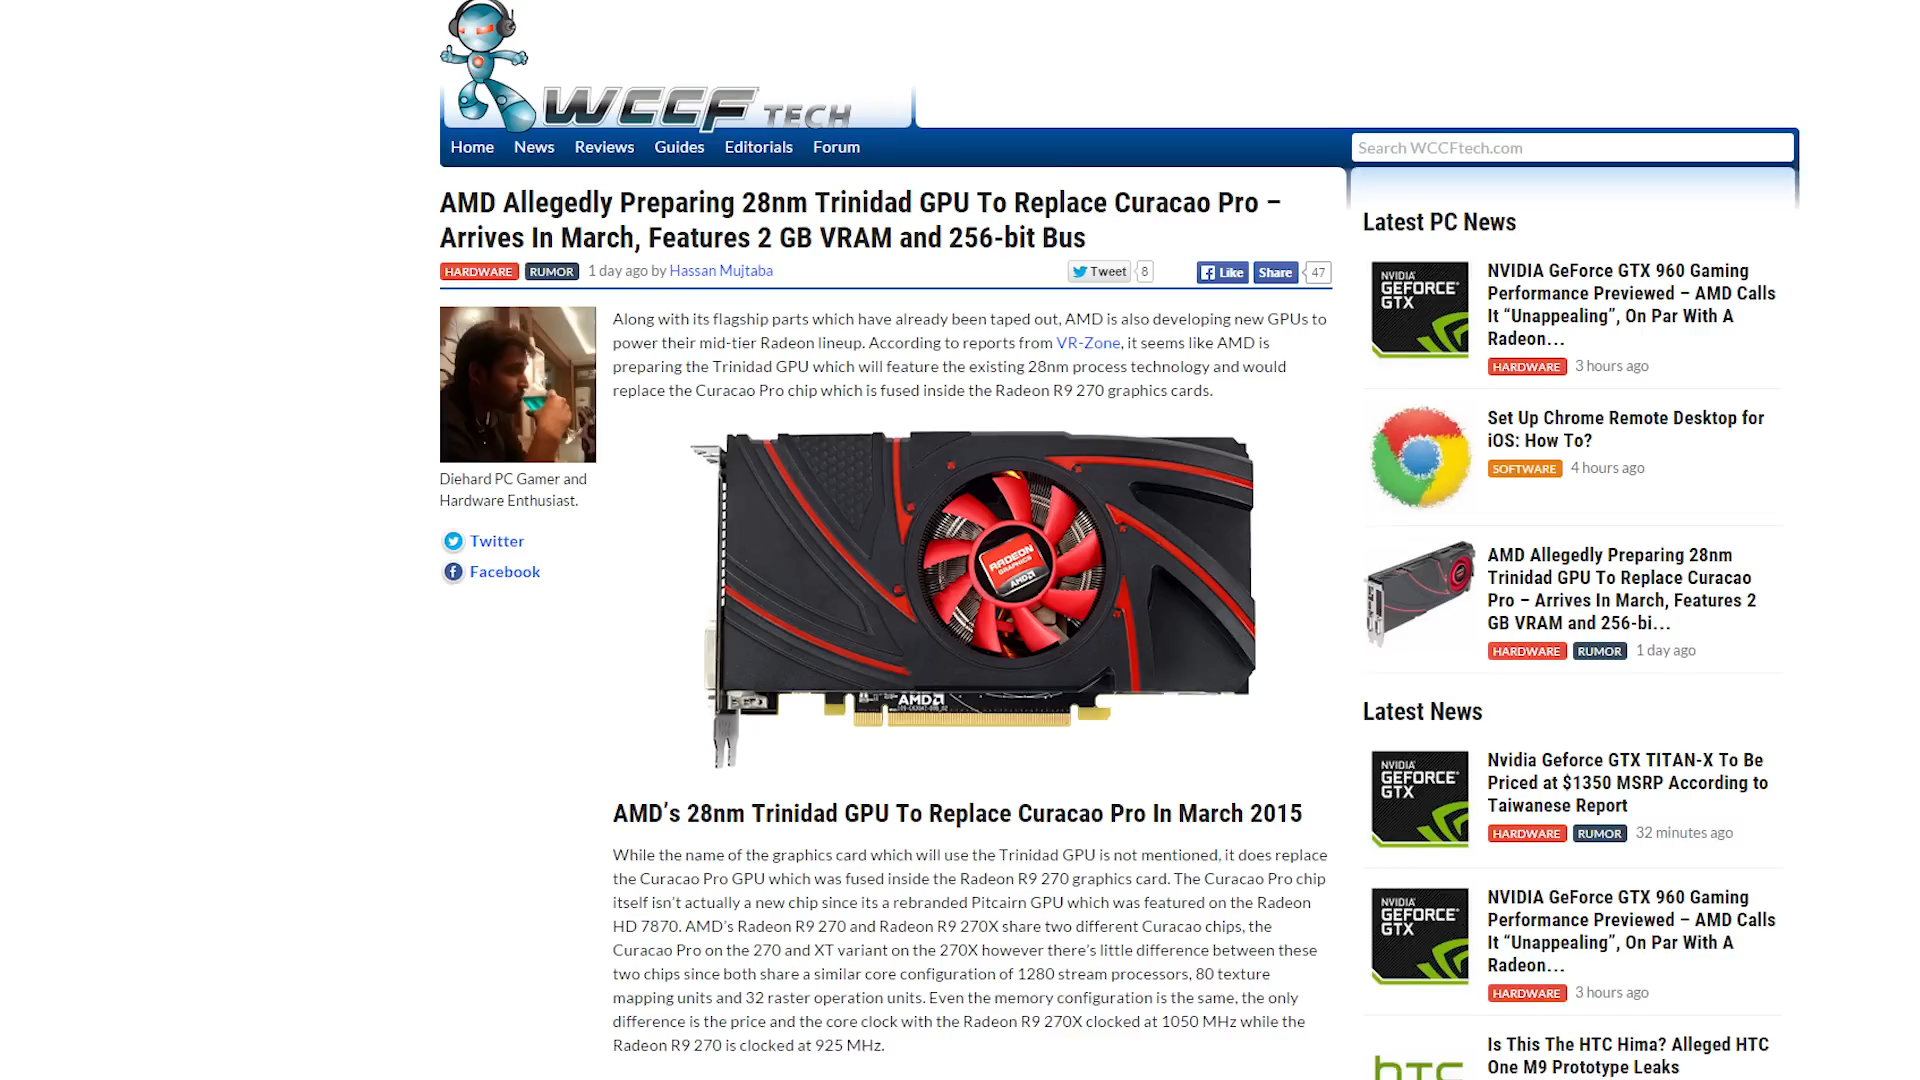 WCCF TECH
Home News Reviews Guides Editorials Forum
Search WCCFtech.com
AMD Allegedly Preparing 28nm Trinidad GPU To Replace Curacao Pro –
Arrives In March, Features 2 GB VRAM and 256-bit Bus
HARDWARE RUMOR 1 day ago by Hassan Mujtaba
Tweet 8 Like Share 47
Diehard PC Gamer and
Hardware Enthusiast.
Twitter
Facebook
Along with its flagship parts which have already been taped out, AMD is also developing new GPUs to
power their mid-tier Radeon lineup. According to reports from VR-Zone, it seems like AMD is
preparing the Trinidad GPU which will feature the existing 28nm process technology and would
replace the Curacao Pro chip which is fused inside the Radeon R9 270 graphics cards.
RADEON
GRAPHICS
AMD
AMD
AMD's 28nm Trinidad GPU To Replace Curacao Pro In March 2015
While the name of the graphics card which will use the Trinidad GPU is not mentioned, it does replace
the Curacao Pro GPU which was fused inside the Radeon R9 270 graphics card. The Curacao Pro chip
itself isn't actually a new chip since its a rebranded Pitcairn GPU which was featured on the Radeon
HD 7870. AMD's Radeon R9 270 and Radeon R9 270X share two different Curacao chips, the
Curacao Pro on the 270 and XT variant on the 270X however there's little difference between these
two chips since both share a similar core configuration of 1280 stream processors, 80 texture
mapping units and 32 raster operation units. Even the memory configuration is the same, the only
difference is the price and the core clock with the Radeon R9 270X clocked at 1050 MHz while the
Radeon R9 270 is clocked at 925 MHz.
Latest PC News
NVIDIA
GEFORCE
GTX
NVIDIA GeForce GTX 960 Gaming
Performance Previewed – AMD Calls
It “Unappealing”, On Par With A
Radeon...
HARDWARE 3 hours ago
Set Up Chrome Remote Desktop for
iOS: How To?
SOFTWARE 4 hours ago
AMD Allegedly Preparing 28nm
Trinidad GPU To Replace Curacao
Pro – Arrives In March, Features 2
GB VRAM and 256-bi...
HARDWARE RUMOR 1 day ago
Latest News
NVIDIA
GEFORCE
GTX
Nvidia Geforce GTX TITAN-X To Be
Priced at $1350 MSRP According to
Taiwanese Report
HARDWARE RUMOR 32 minutes ago
NVIDIA
GEFORCE
GTX
NVIDIA GeForce GTX 960 Gaming
Performance Previewed – AMD Calls
It “Unappealing”, On Par With A
Radeon...
HARDWARE 3 hours ago
hTC
Is This The HTC Hima? Alleged HTC
One M9 Prototype Leaks